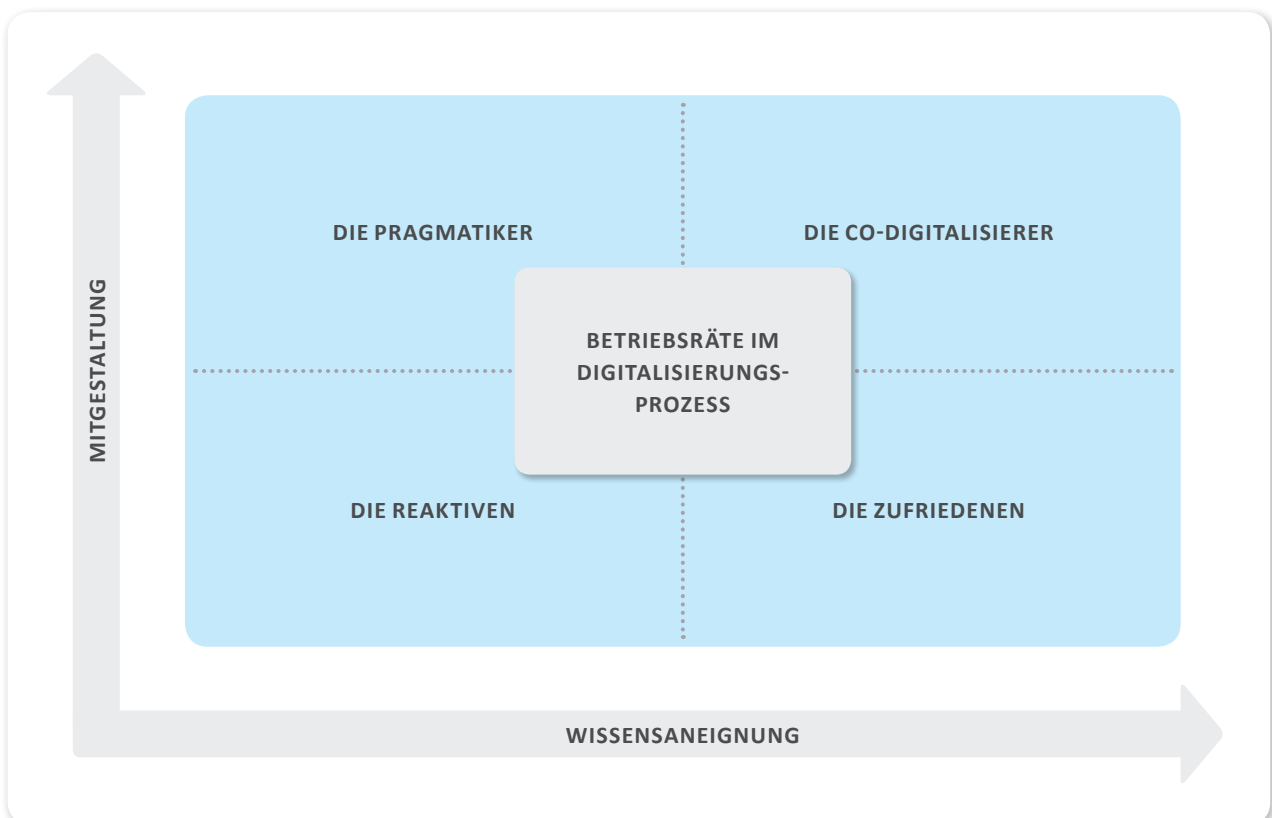 DIE PRAGMATIKER
DIE CO-DIGITALISIERER
MITGESTALTUNG
BETRIEBSRÄTE IM
DIGITALISIERUNGS-
PROZESS
DIE REAKTIVEN
DIE ZUFRIEDENEN
WISSENSANEIGNUNG